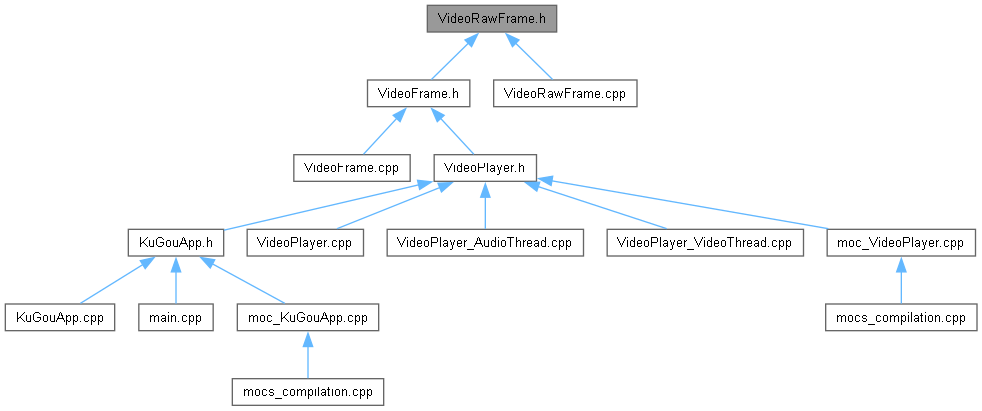 VideoRawFrame.h
VideoFrame.h
VideoRawFrame.cpp
VideoFrame.cpp
VideoPlayer.h
KuGouApp.h
VideoPlayer.cpp
VideoPlayer_AudioThread.cpp
VideoPlayer_VideoThread.cpp
moc_VideoPlayer.cpp
KuGouApp.cpp
main.cpp
moc_KuGouApp.cpp
mocs_compilation.cpp
mocs_compilation.cpp